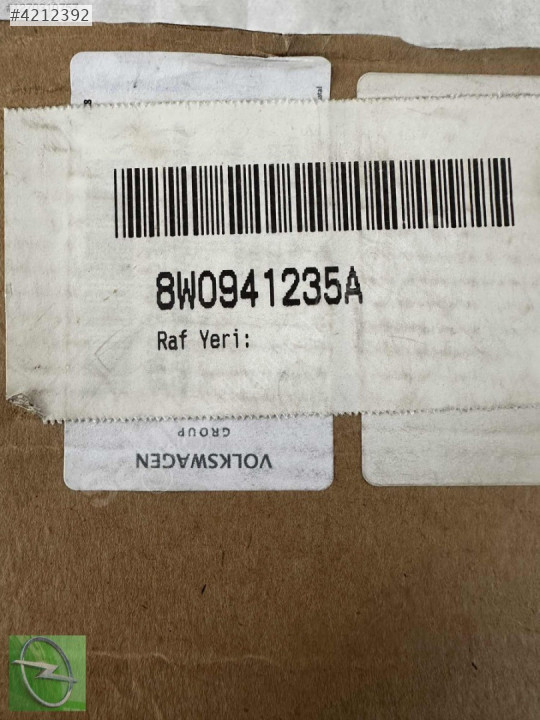 #4212392
8W0941235A
Raf Yeri:
GROUP
VOLKSWAGEN